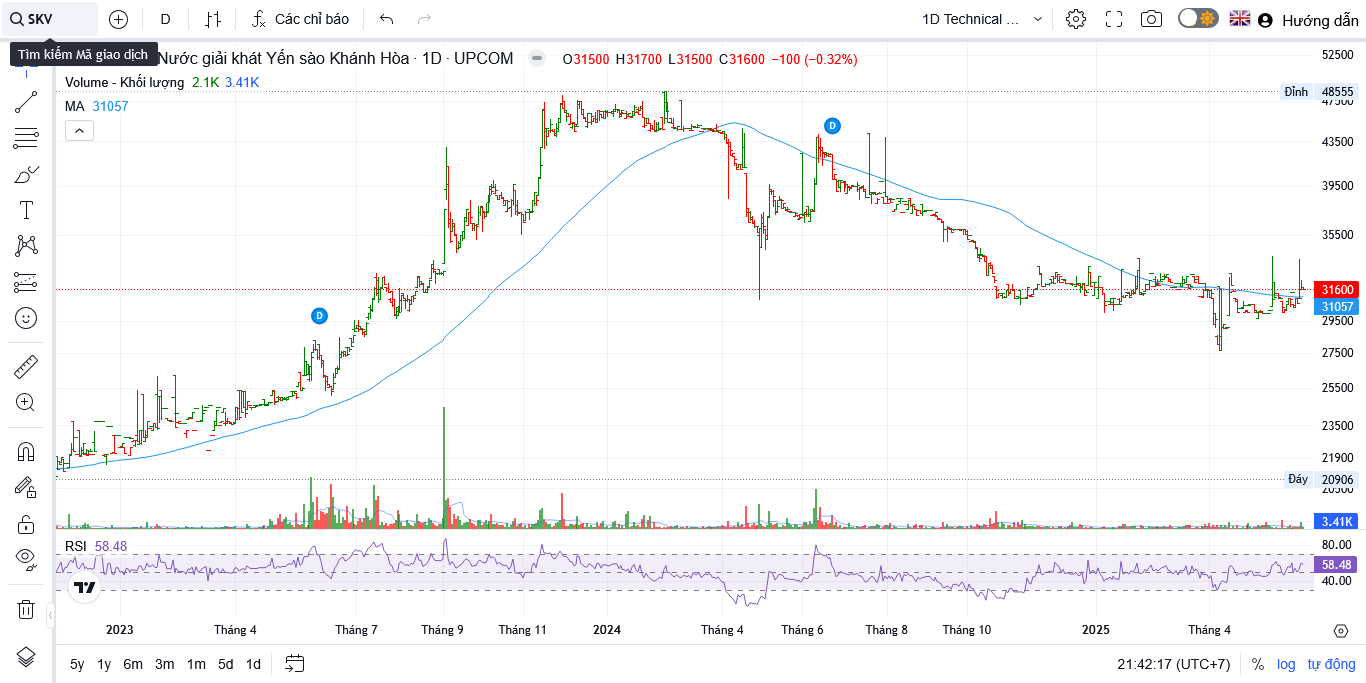 SKV
D
Các chỉ báo
1D Technical ...
Hướng dẫn
Tìm kiếm Mã giao dịch
Nước giải khát Yến sào Khánh Hòa · 1D · UPCOM
O31500 H31700 L31500 C31600 −100 (−0.32%)
Volume - Khối lượng 2.1K 3.41K
MA 31057
D
D
52500
Đỉnh 48555
47500
43500
39500
35500
31600
31057
29500
27500
25500
23500
21900
Đáy 20906
20500
3.41K
RSI 58.48
80.00
58.48
40.00
2023
Tháng 4
Tháng 7
Tháng 9
Tháng 11
2024
Tháng 4
Tháng 6
Tháng 8
Tháng 10
2025
Tháng 4
5y 1y 6m 3m 1m 5d 1d
21:42:17 (UTC+7)
% log tự động